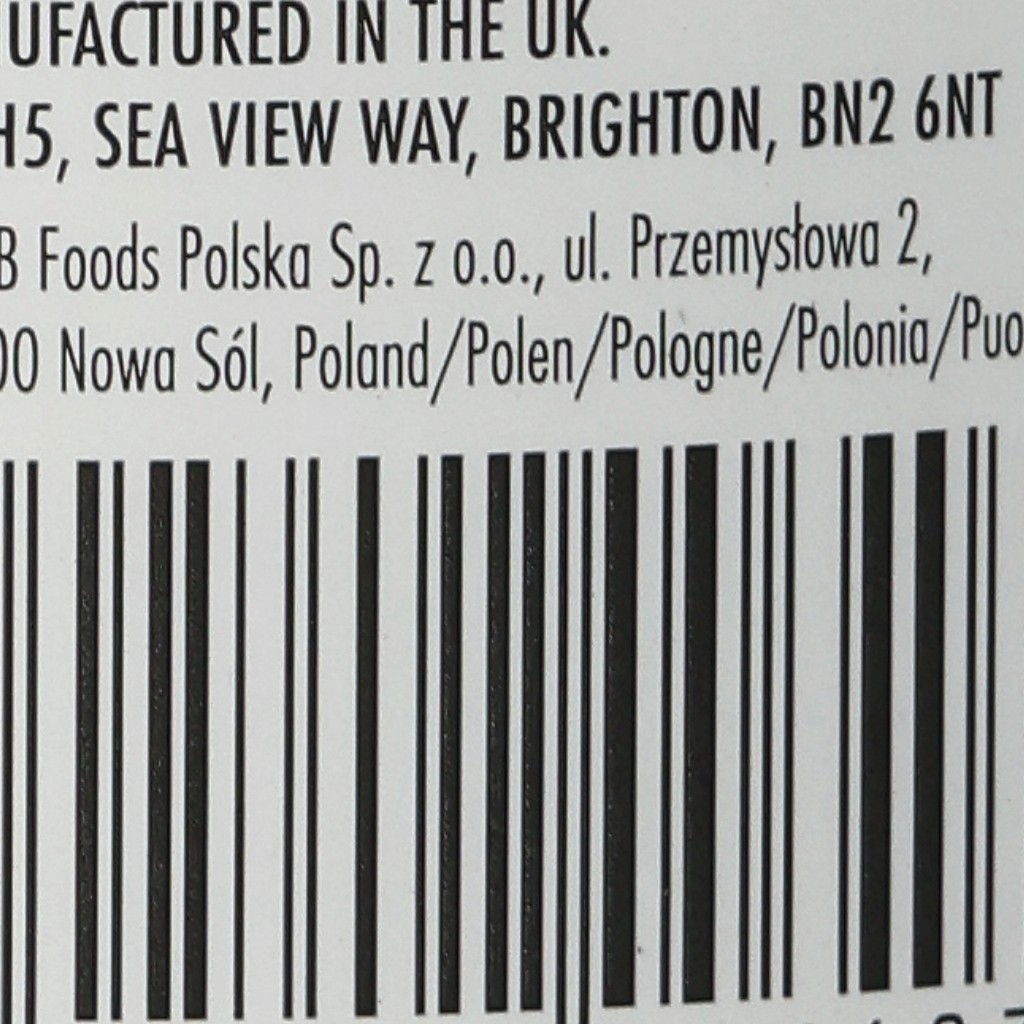 UFACTURED IN THE UK.
H5, SEA VIEW WAY, BRIGHTON, BN2 6NT
B Foods Polska Sp. z o.o., ul. Przemysłowa 2,
00 Nowa Sól, Poland/Polen/Pologne/Polonia/Puo